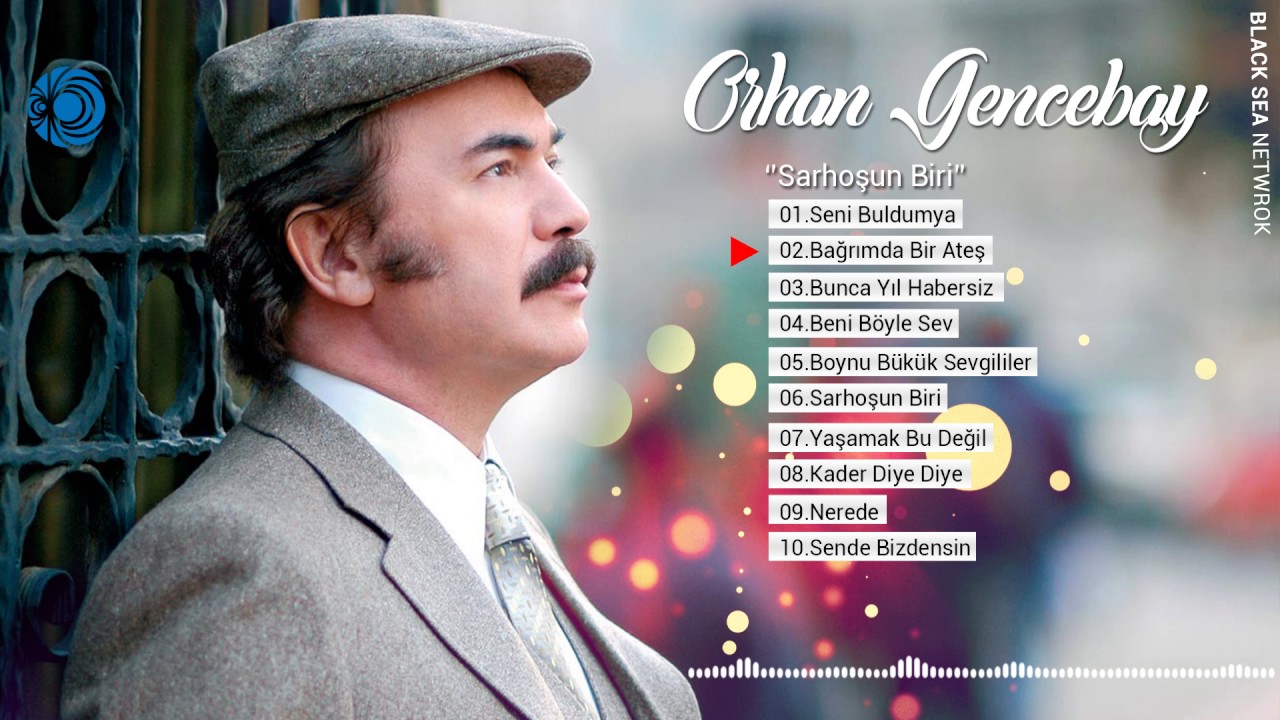 Orhan Gencebay
"Sarhoşun Biri"
01.Seni Buldumya
02.Bağrımda Bir Ateş
03.Bunca Yıl Habersiz
04.Beni Böyle Sev
05.Boynu Bükük Sevgililer
06.Sarhoşun Biri
07.Yaşamak Bu Değil
08.Kader Diye Diye
09.Nerede
10.Sende Bizdensin
BLACK SEA NETWROK